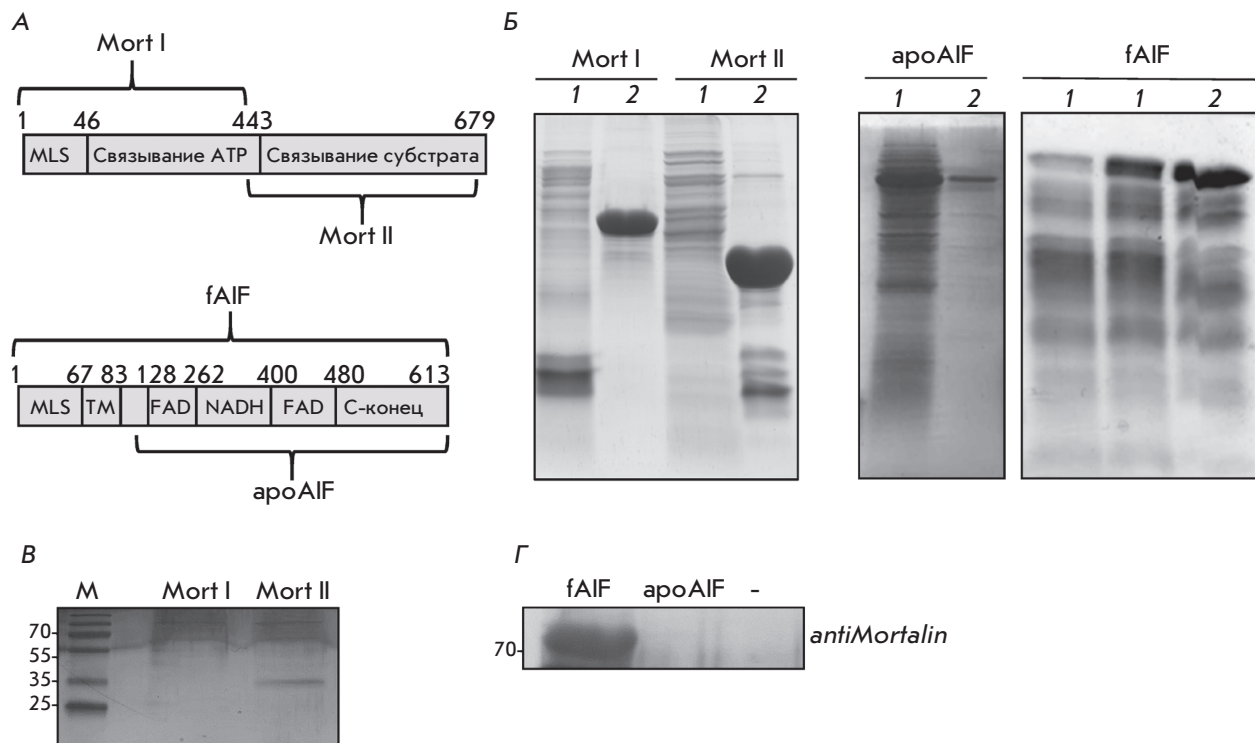 А
Mort I
1 46 443 679
MLS Связывание ATP Связывание субстрата
Mort II
fAIF
1 67 83 128 262 400 480 613
MLS TM FAD NADH FAD С-конец
apoAIF
Б
Mort I Mort II apoAIF fAIF
1 2 1 2 1 2 1 1 2
В
M Mort I Mort II
70
55
35
25
Г
fAIF apoAIF -
70
antiMortalin